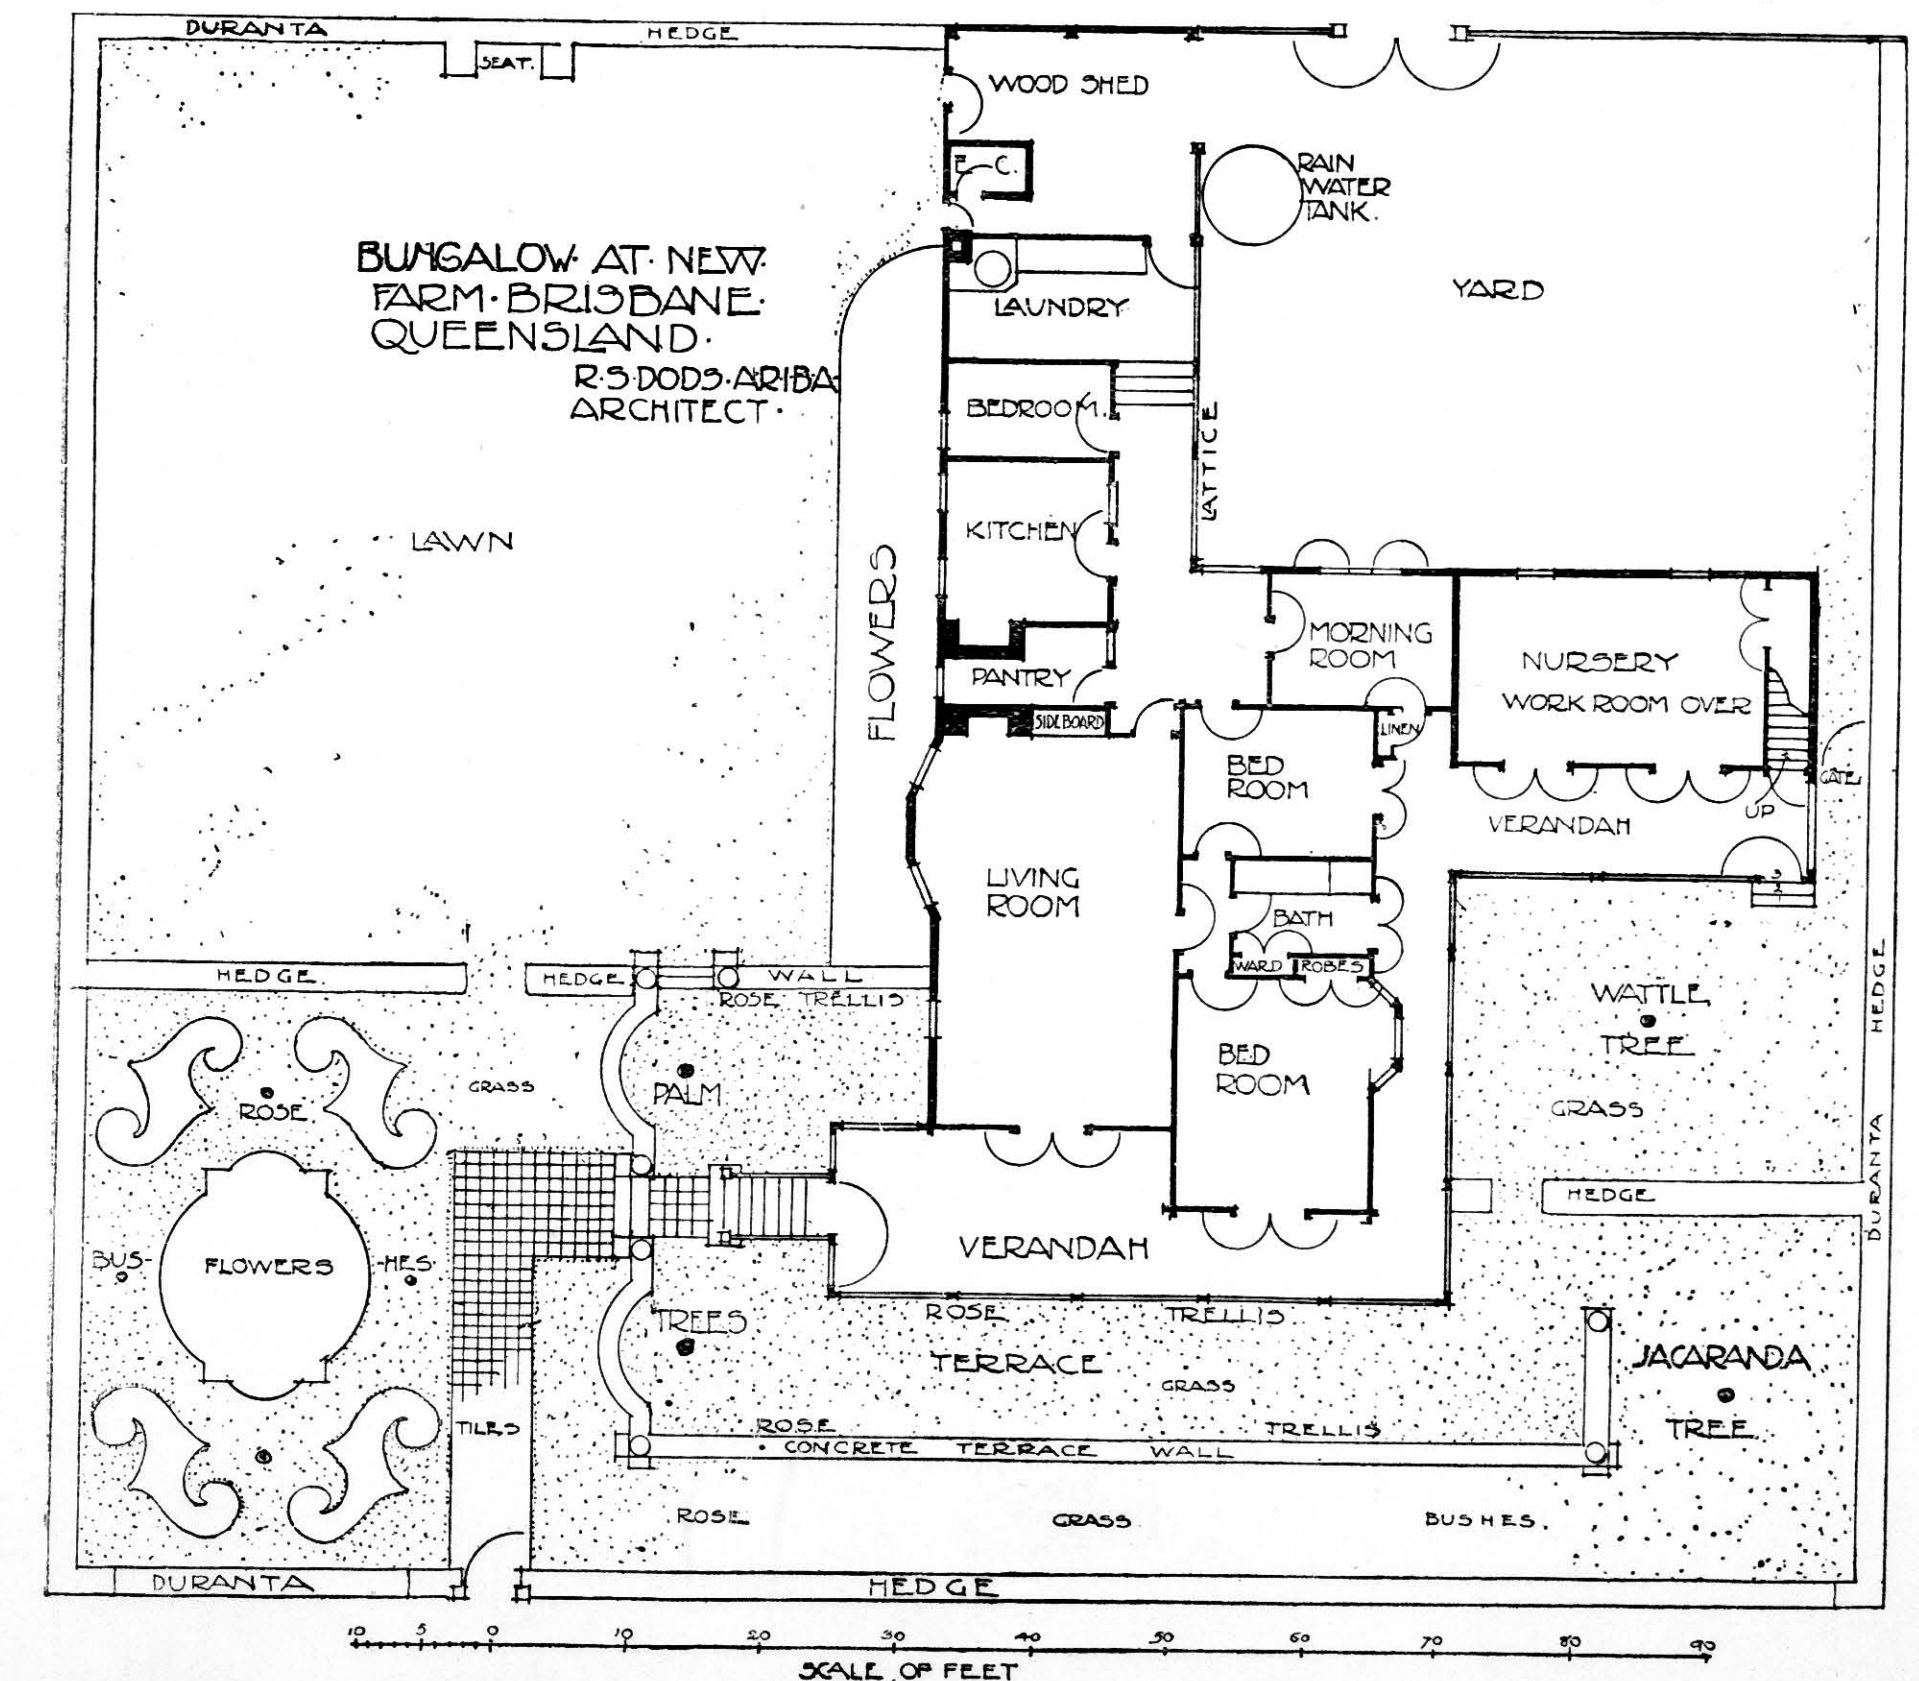 DURANTA HEDGE
SEAT.
WOOD SHED
E. C.
RAIN
WATER
TANK.
BUNGALOW· AT· NEW·
FARM· BRISBANE·
QUEENSLAND·
R·S·DODS·A·R·I·B·A·
ARCHITECT·
LAUNDRY
YARD
BEDROOM.
LATTICE
LAWN
KITCHEN
FLOWERS
PANTRY
SIDEBOARD
MORNING
ROOM
NURSERY
WORK ROOM OVER
LINEN
BED
ROOM
GATE
UP
VERANDAH
LIVING
ROOM
BATH
WARD ROBES
HEDGE.
HEDGE
WALL
ROSE TRELLIS
WATTLE
TREE
GRASS
DURANTA HEDGE
BED
ROOM
PALM
GRASS
ROSE
HEDGE
BUS- -HES
FLOWERS
VERANDAH
TREES
ROSE TRELLIS
TERRACE
GRASS
JACARANDA
TREE
TILES
ROSE TRELLIS
CONCRETE TERRACE WALL
ROSE GRASS BUSHES.
DURANTA HEDGE
10 5 0 10 20 30 40 50 60 70 80 90
SCALE OF FEET